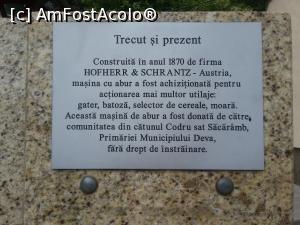 [c] AmFostAcolo®
Trecut și prezent
Construită în anul 1870 de firma
HOFHERR & SCHRANTZ - Austria,
mașina cu abur a fost achiziționată pentru
acționarea mai multor utilaje:
gater, batoză, selector de cereale, moară.
Această mașină de abur a fost donată de către,
comunitatea din cătunul Codru sat Săcărâmb,
Primăriei Municipiului Deva,
fără drept de înstrăinare.